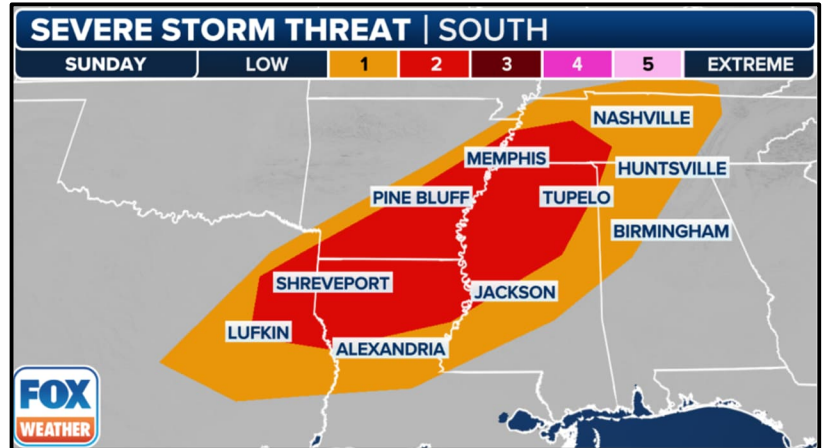 SEVERE STORM THREAT | SOUTH
SUNDAY LOW 1 2 3 4 5 EXTREME
NASHVILLE
MEMPHIS
HUNTSVILLE
PINE BLUFF
TUPELO
BIRMINGHAM
SHREVEPORT
JACKSON
LUFKIN
ALEXANDRIA
FOX
WEATHER